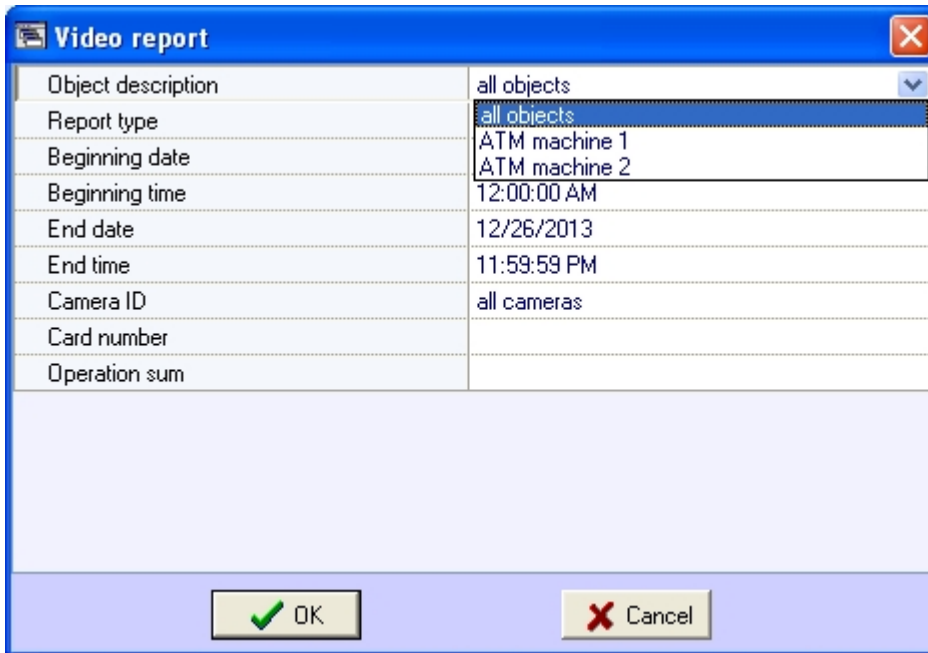 Video report
Object description all objects
Report type all objects
ATM machine 1
Beginning date ATM machine 2
Beginning time 12:00:00 AM
End date 12/26/2013
End time 11:59:59 PM
Camera ID all cameras
Card number
Operation sum
OK Cancel